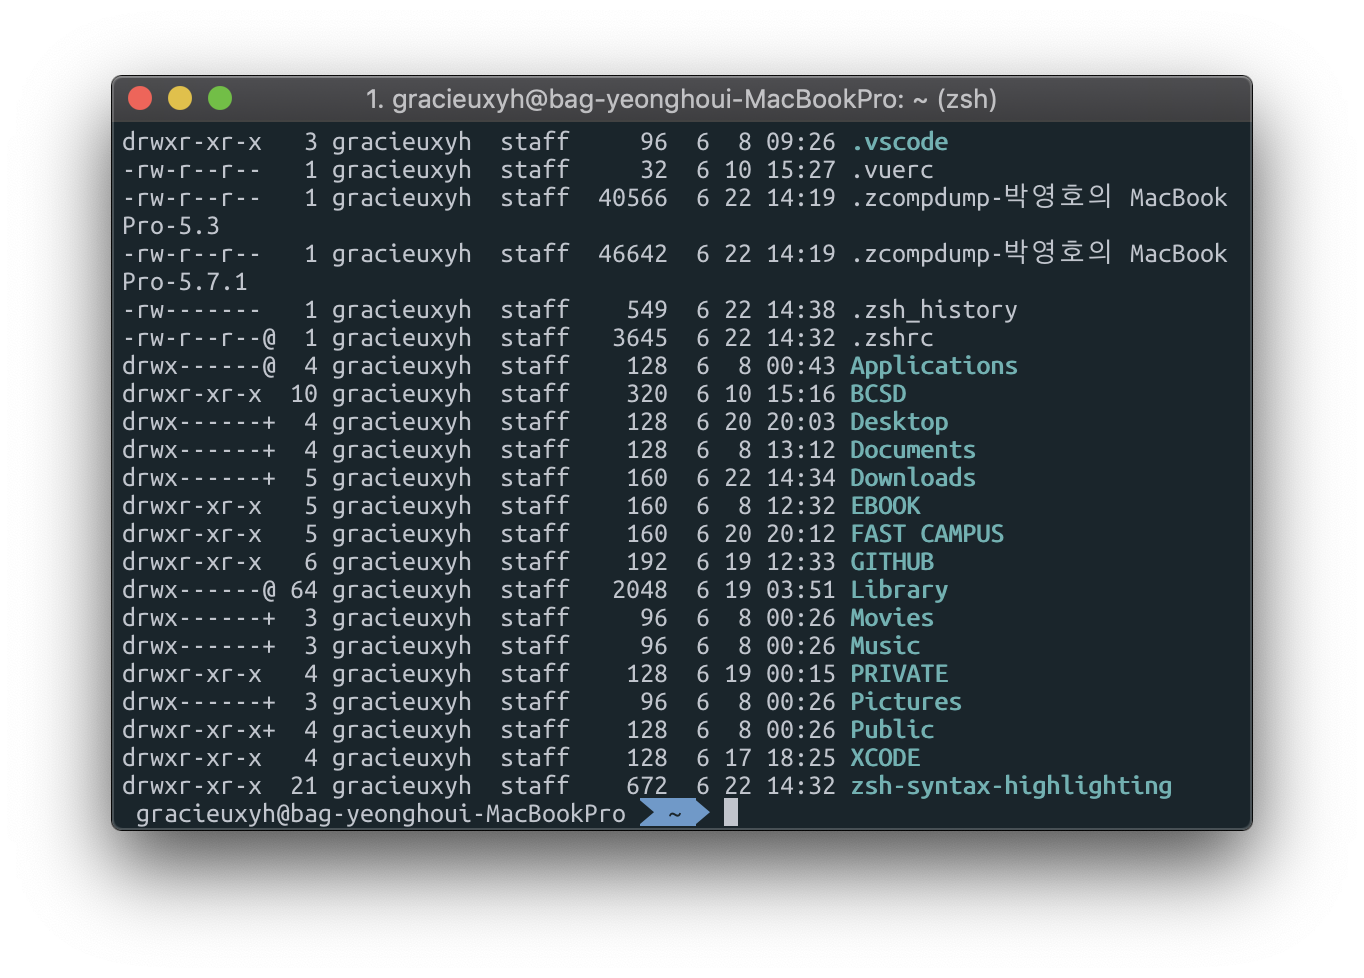 1. gracieuxyh@bag-yeonghoui-MacBookPro: ~ (zsh)
drwxr-xr-x   3 gracieuxyh  staff     96  6  8 09:26 .vscode
-rw-r--r--   1 gracieuxyh  staff     32  6 10 15:27 .vuerc
-rw-r--r--   1 gracieuxyh  staff  40566  6 22 14:19 .zcompdump-박영호의 MacBook
Pro-5.3
-rw-r--r--   1 gracieuxyh  staff  46642  6 22 14:19 .zcompdump-박영호의 MacBook
Pro-5.7.1
-rw-------   1 gracieuxyh  staff    549  6 22 14:38 .zsh_history
-rw-r--r--@  1 gracieuxyh  staff   3645  6 22 14:32 .zshrc
drwx------@  4 gracieuxyh  staff    128  6  8 00:43 Applications
drwxr-xr-x  10 gracieuxyh  staff    320  6 10 15:16 BCSD
drwx------+  4 gracieuxyh  staff    128  6 20 20:03 Desktop
drwx------+  4 gracieuxyh  staff    128  6  8 13:12 Documents
drwx------+  5 gracieuxyh  staff    160  6 22 14:34 Downloads
drwxr-xr-x   5 gracieuxyh  staff    160  6  8 12:32 EBOOK
drwxr-xr-x   5 gracieuxyh  staff    160  6 20 20:12 FAST CAMPUS
drwxr-xr-x   6 gracieuxyh  staff    192  6 19 12:33 GITHUB
drwx------@ 64 gracieuxyh  staff   2048  6 19 03:51 Library
drwx------+  3 gracieuxyh  staff     96  6  8 00:26 Movies
drwx------+  3 gracieuxyh  staff     96  6  8 00:26 Music
drwxr-xr-x   4 gracieuxyh  staff    128  6 19 00:15 PRIVATE
drwx------+  3 gracieuxyh  staff     96  6  8 00:26 Pictures
drwxr-xr-x+  4 gracieuxyh  staff    128  6  8 00:26 Public
drwxr-xr-x   4 gracieuxyh  staff    128  6 17 18:25 XCODE
drwxr-xr-x  21 gracieuxyh  staff    672  6 22 14:32 zsh-syntax-highlighting
gracieuxyh@bag-yeonghoui-MacBookPro ~